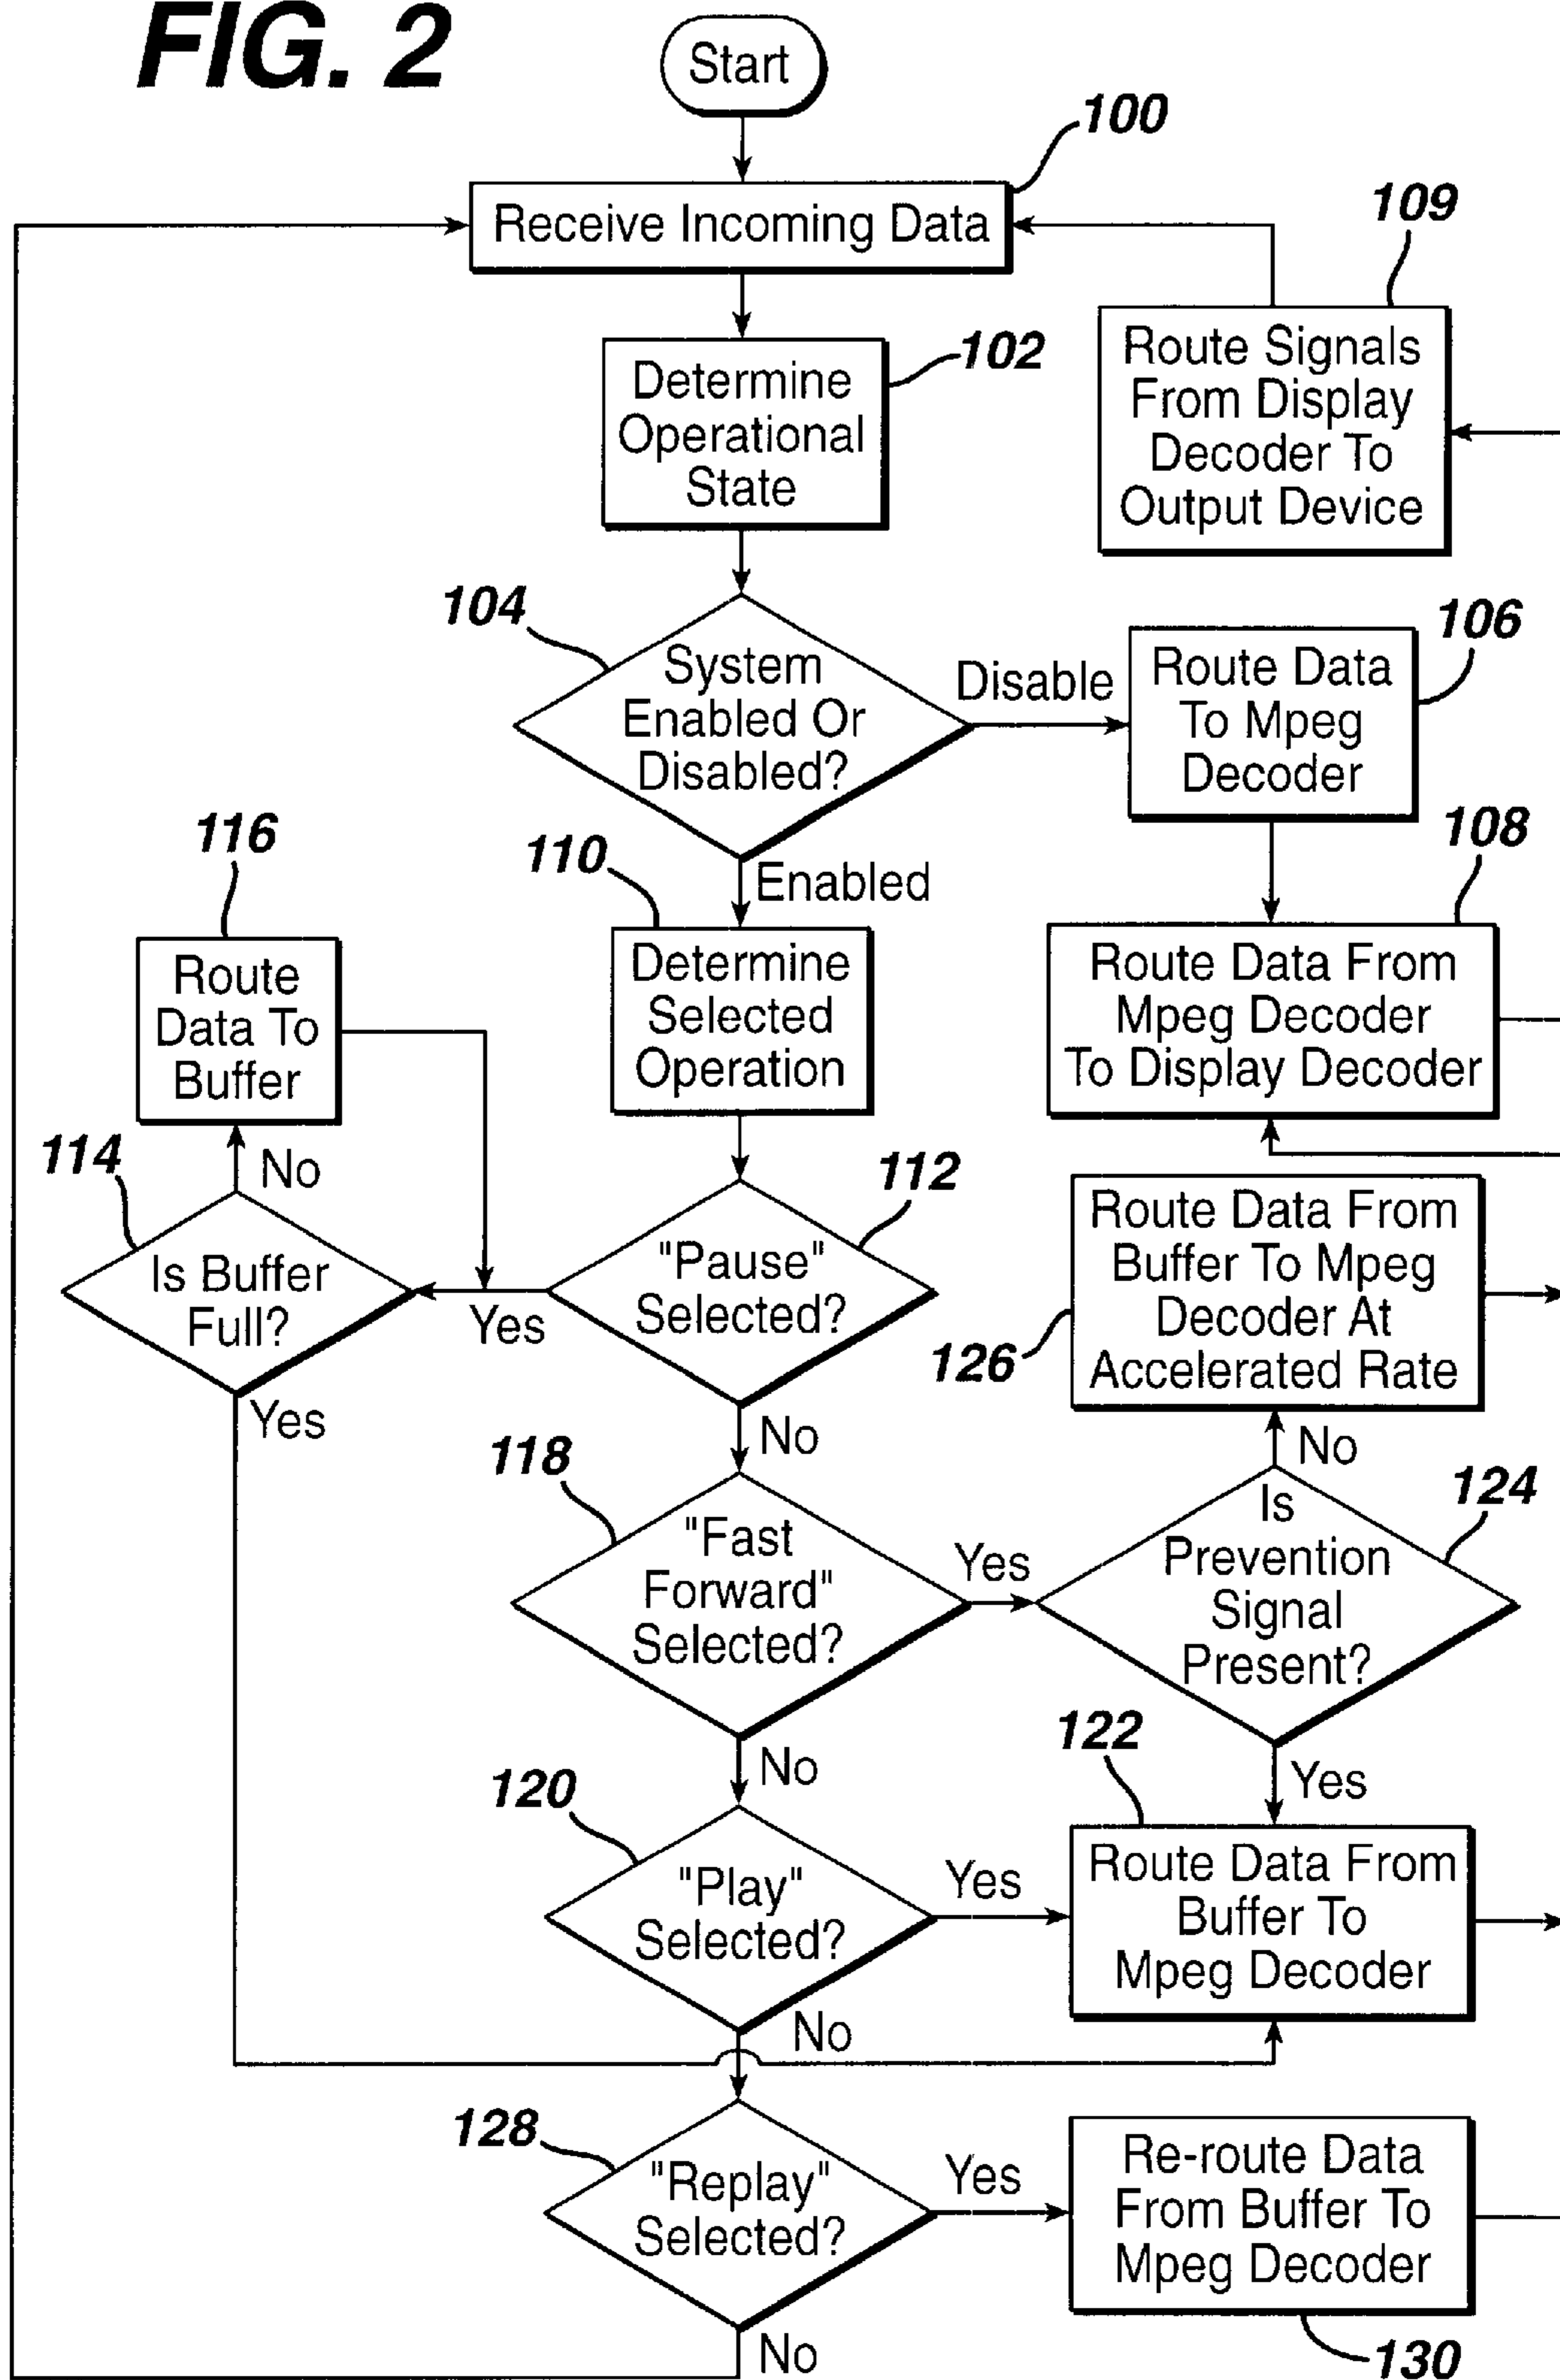 FIG. 2
Start
100
Receive Incoming Data
109
Route Signals
From Display
Decoder To
Output Device
102
Determine
Operational
State
104
System
Enabled Or
Disabled?
Disable
106
Route Data
To Mpeg
Decoder
108
Route Data From
Mpeg Decoder
To Display Decoder
Enabled
110
Determine
Selected
Operation
116
Route
Data To
Buffer
114
No
Is Buffer
Full?
Yes
Yes
112
"Pause"
Selected?
No
126
Route Data From
Buffer To Mpeg
Decoder At
Accelerated Rate
No
118
"Fast
Forward"
Selected?
Yes
124
Is
Prevention
Signal
Present?
Yes
No
120
"Play"
Selected?
Yes
122
Route Data From
Buffer To
Mpeg Decoder
No
128
"Replay"
Selected?
Yes
Re-route Data
From Buffer To
Mpeg Decoder
130
No